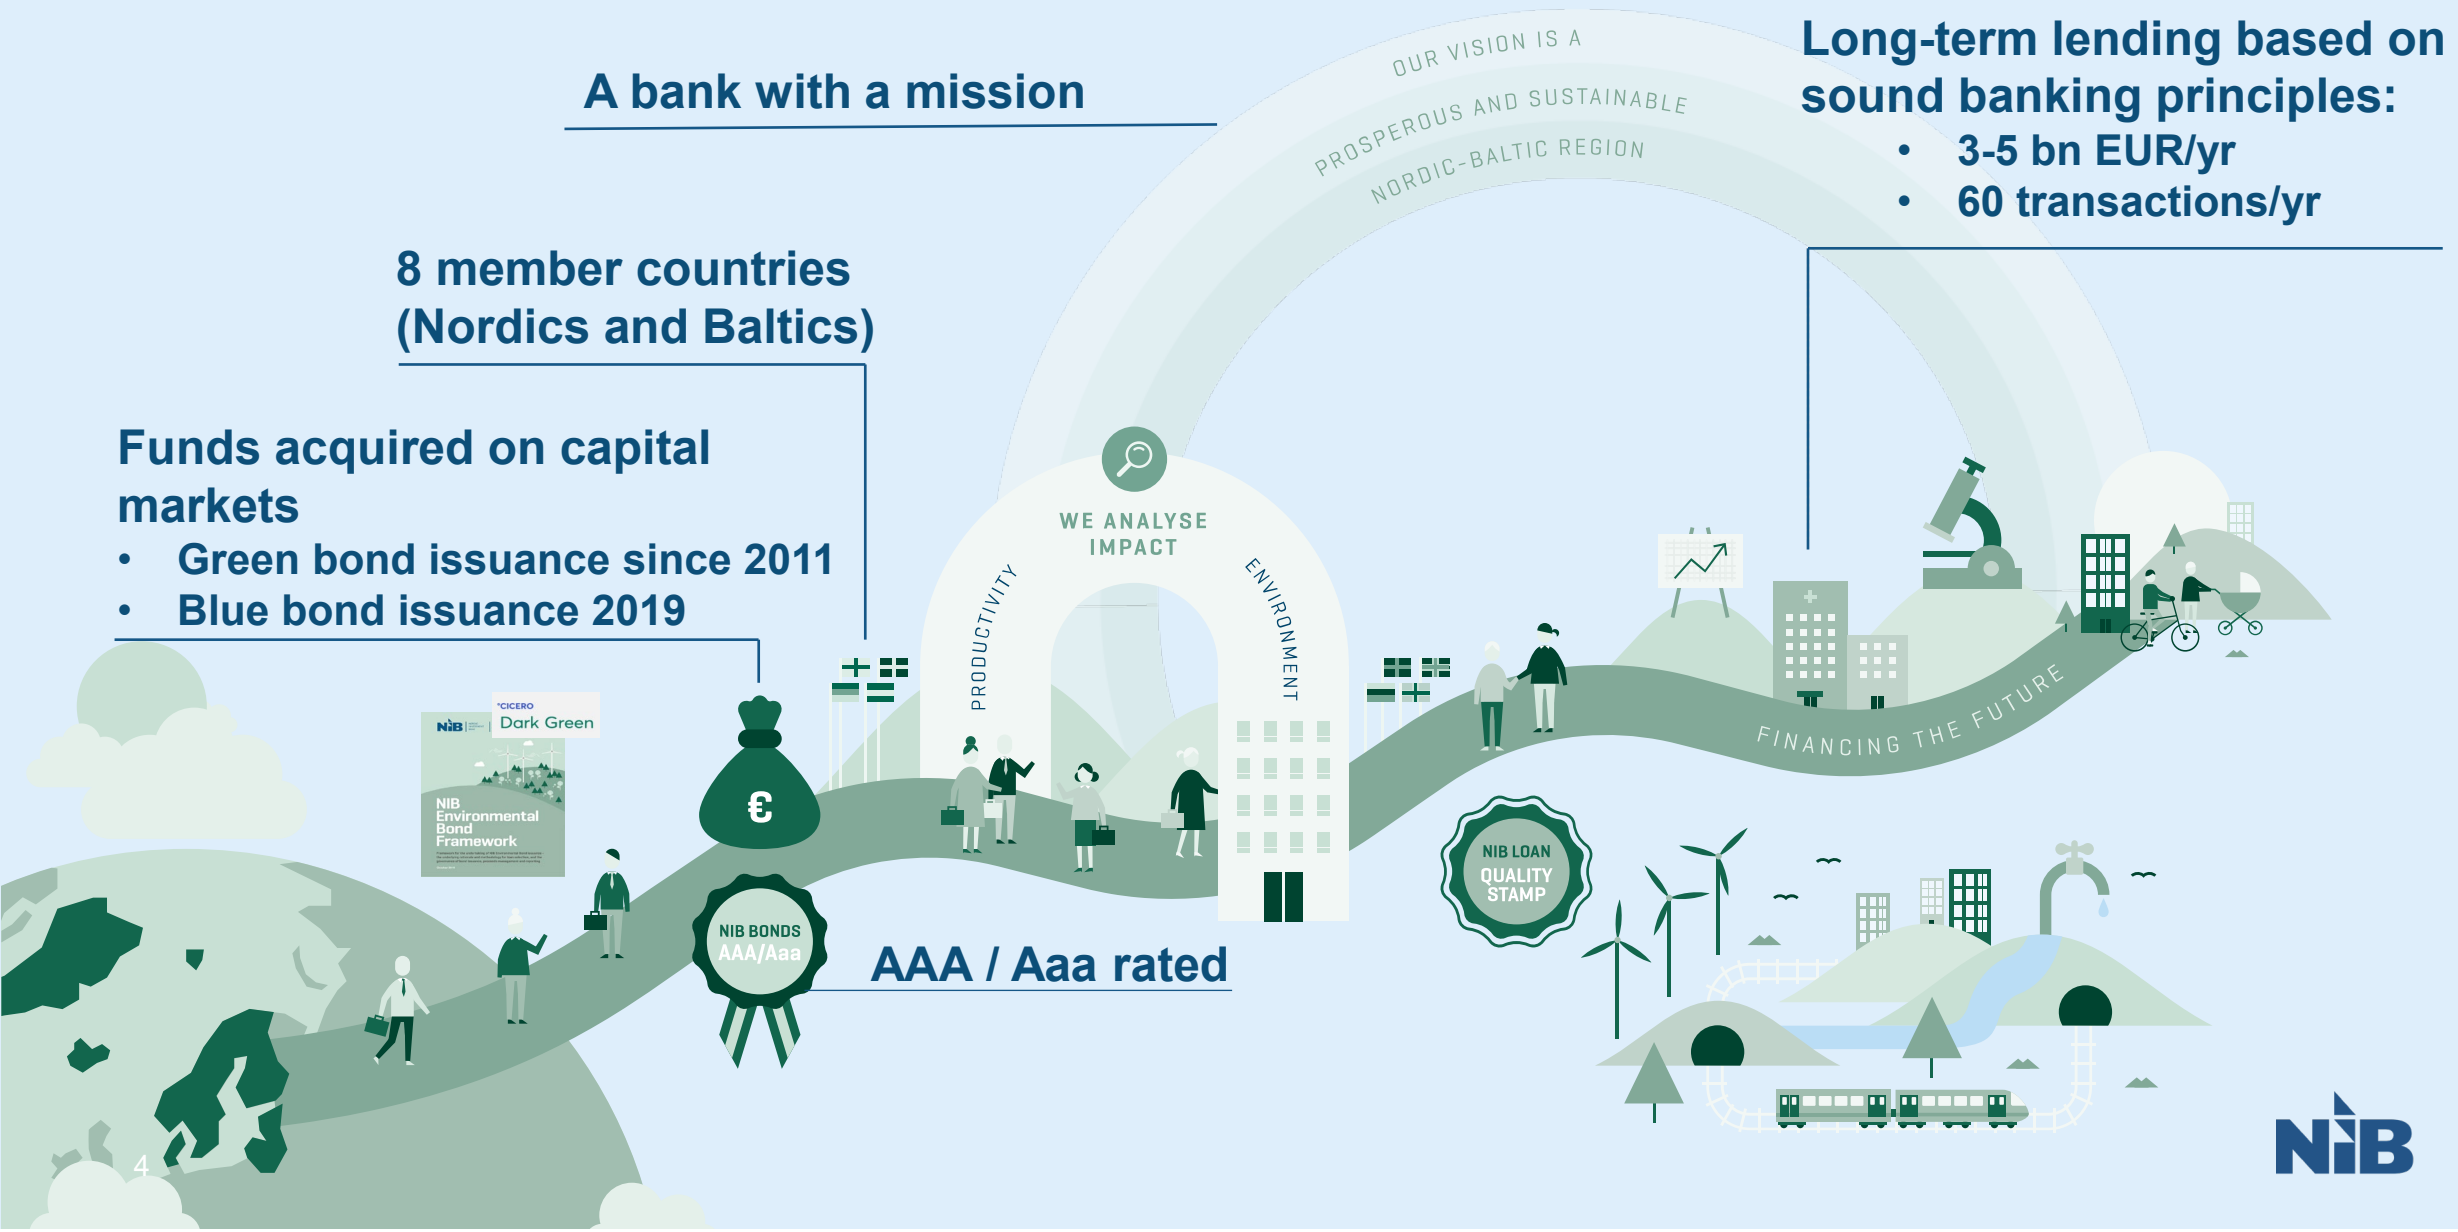 A bank with a mission
OUR VISION IS A
PROSPEROUS AND SUSTAINABLE
NORDIC-BALTIC REGION
Long-term lending based on
sound banking principles:
• 3-5 bn EUR/yr
• 60 transactions/yr
8 member countries
(Nordics and Baltics)
Funds acquired on capital
markets
• Green bond issuance since 2011
• Blue bond issuance 2019
WE ANALYSE
IMPACT
PRODUCTIVITY
ENVIRONMENT
°CICERO
Dark Green
NIB
NIB
Environmental
Bond
Framework
€
NIB BONDS
AAA/Aaa
AAA / Aaa rated
FINANCING THE FUTURE
NIB LOAN
QUALITY
STAMP
4
NIB